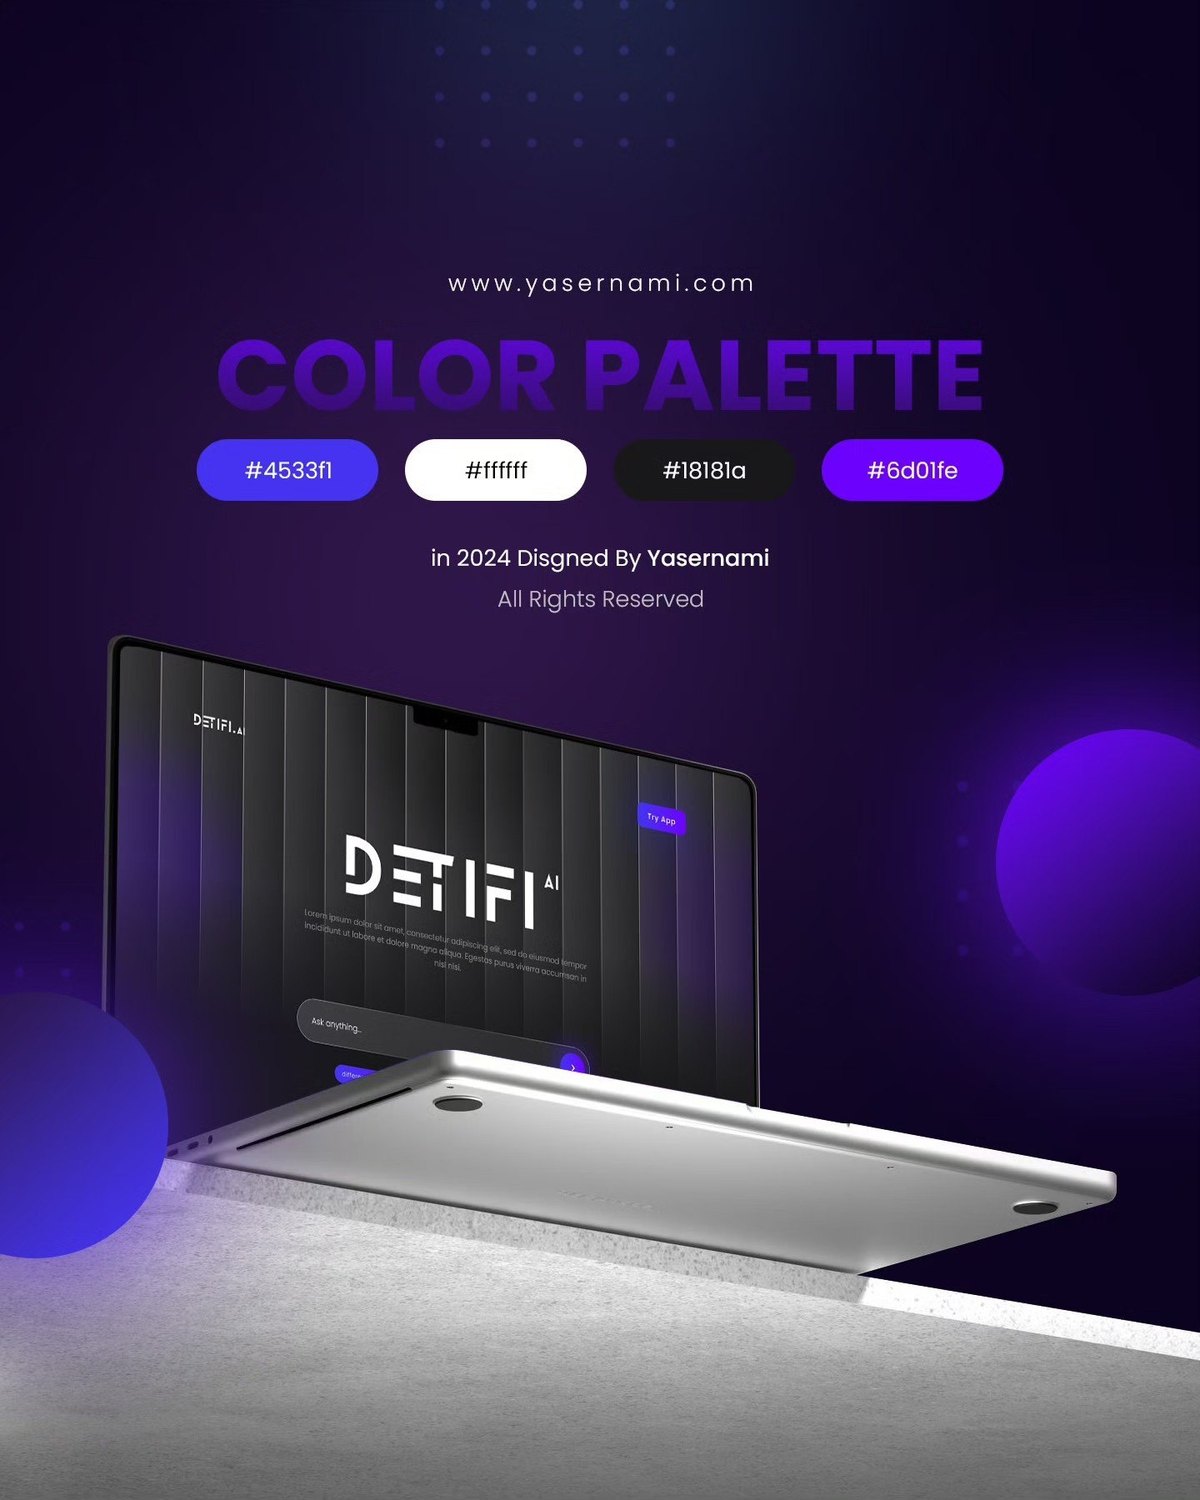 www.yasernami.com
COLOR PALETTE
#4533f1 #ffffff #18181a #6d01fe
in 2024 Disgned By Yasernami
All Rights Reserved
DETIFI.AI
Try App
DETIFI AI
Lorem ipsum dolor sit amet, consectetur adipiscing elit, sed do eiusmod tempor
incididunt ut labore et dolore magna aliqua. Egestas purus viverra accumsan in
nisl nisi.
Ask anything...